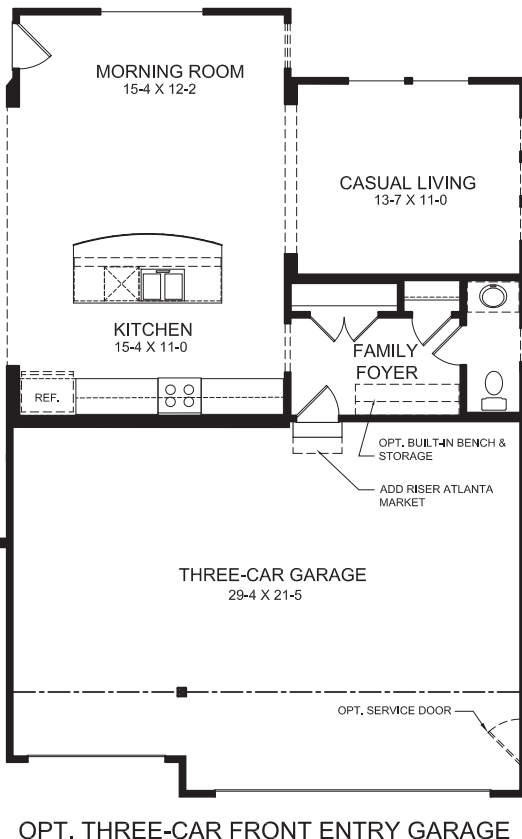 MORNING ROOM
15-4 X 12-2
CASUAL LIVING
13-7 X 11-0
KITCHEN
15-4 X 11-0
FAMILY
FOYER
REF.
OPT. BUILT-IN BENCH &
STORAGE
ADD RISER ATLANTA
MARKET
THREE-CAR GARAGE
29-4 X 21-5
OPT. SERVICE DOOR
OPT. THREE-CAR FRONT ENTRY GARAGE